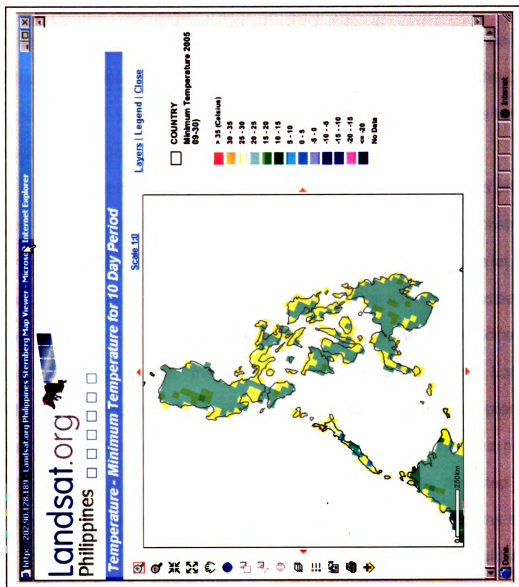 http://202.90.128.189 - Landsat.org Philippines Sternberg Map Viewer - Microsoft Internet Explorer
Landsat.org
Philippines
Temperature - Minimum Temperature for 10 Day Period
Scale 1:0
Layers | Legend | Close
COUNTRY
Minimum Temperature 2005
09-30)
> 35 (Celsius)
30 - 35
25 - 30
20 - 25
15 - 20
10 - 15
5 - 10
0 - 5
-5 - 0
-10 - -5
-15 - -10
-20 - -15
<= -20
No Data
250km
Done.
Internet